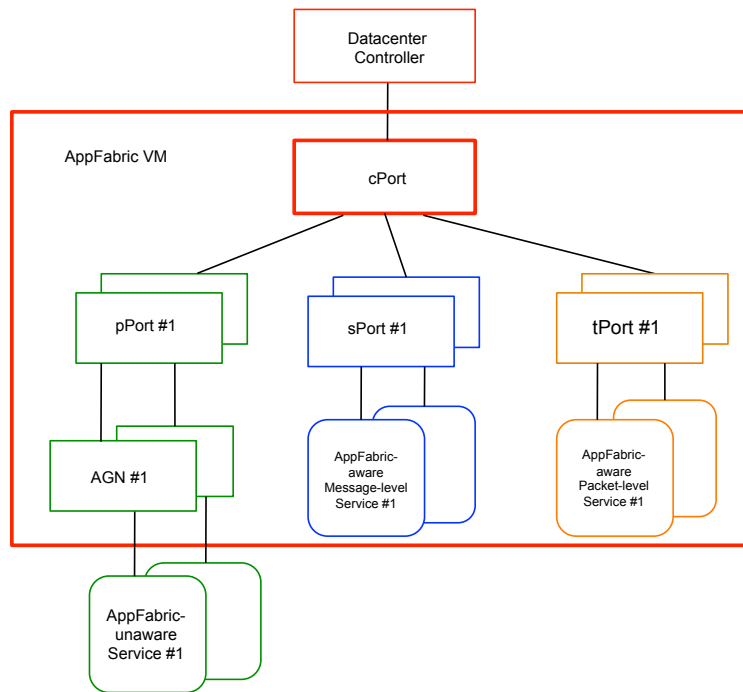 Datacenter
Controller
AppFabric VM
cPort
pPort #1
sPort #1
tPort #1
AGN #1
AppFabric-
aware
Message-level
Service #1
AppFabric-
aware
Packet-level
Service #1
AppFabric-
unaware
Service #1